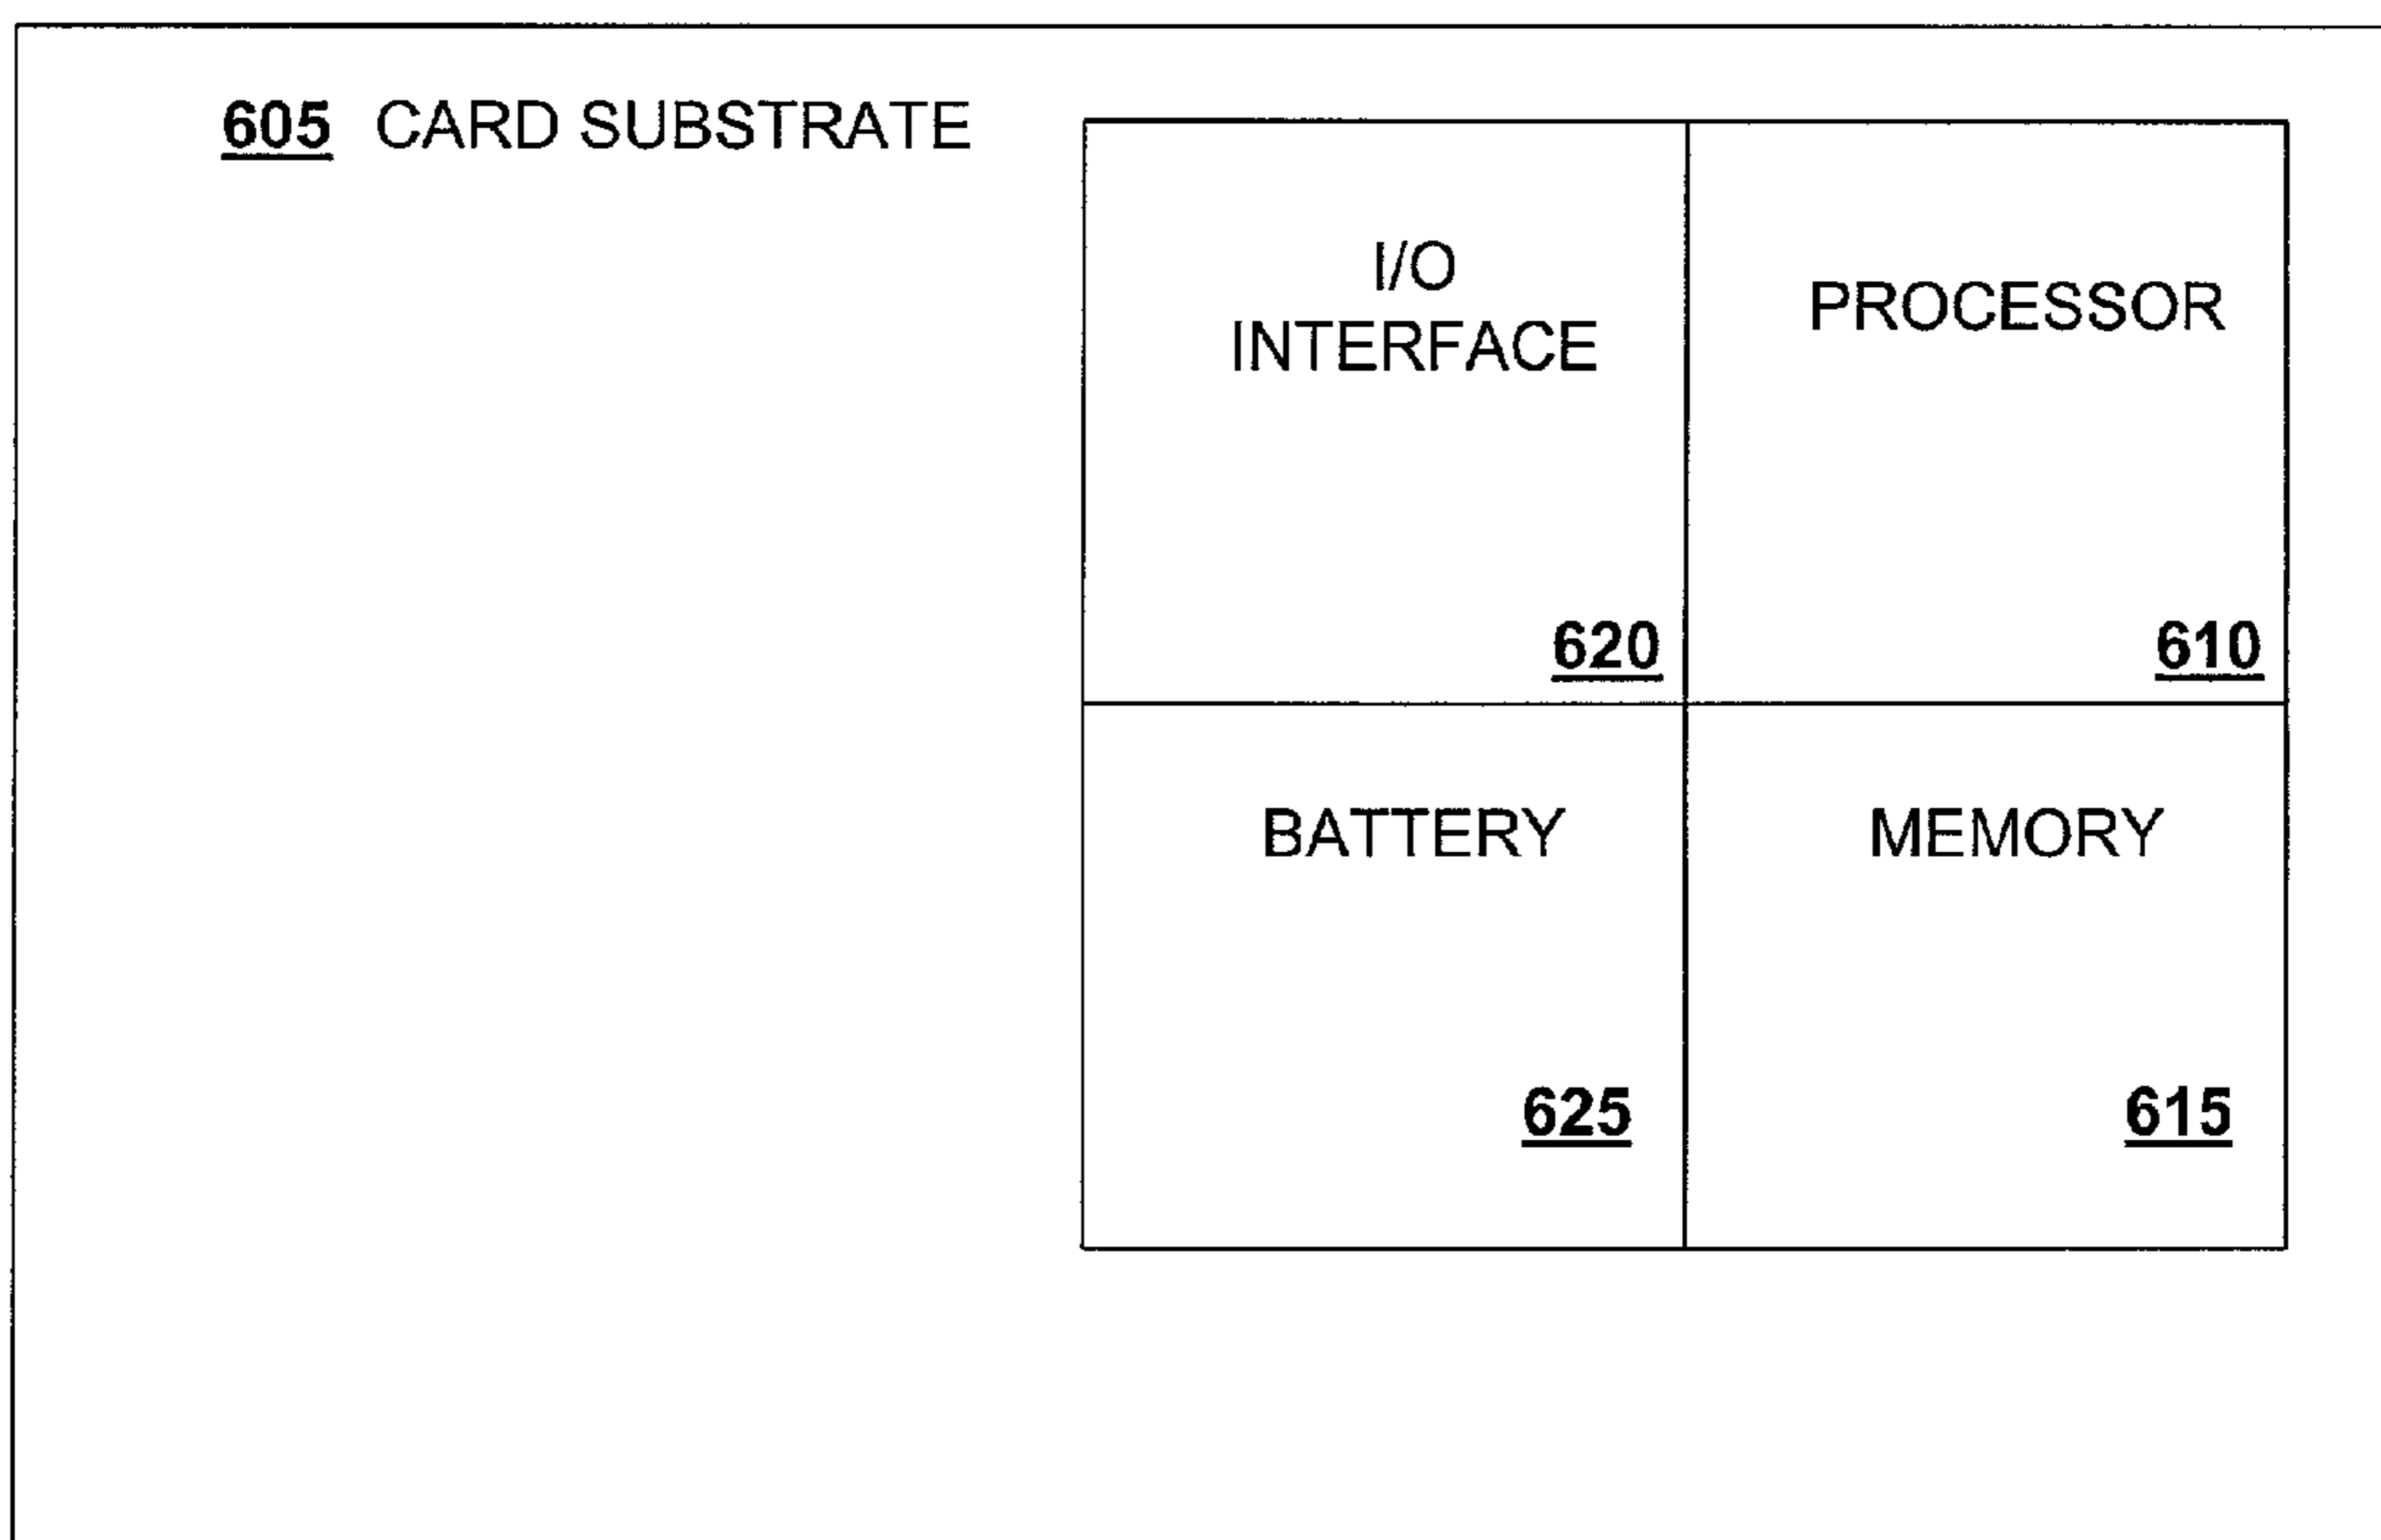 605 CARD SUBSTRATE
I/O
INTERFACE
620
PROCESSOR
610
BATTERY
625
MEMORY
615